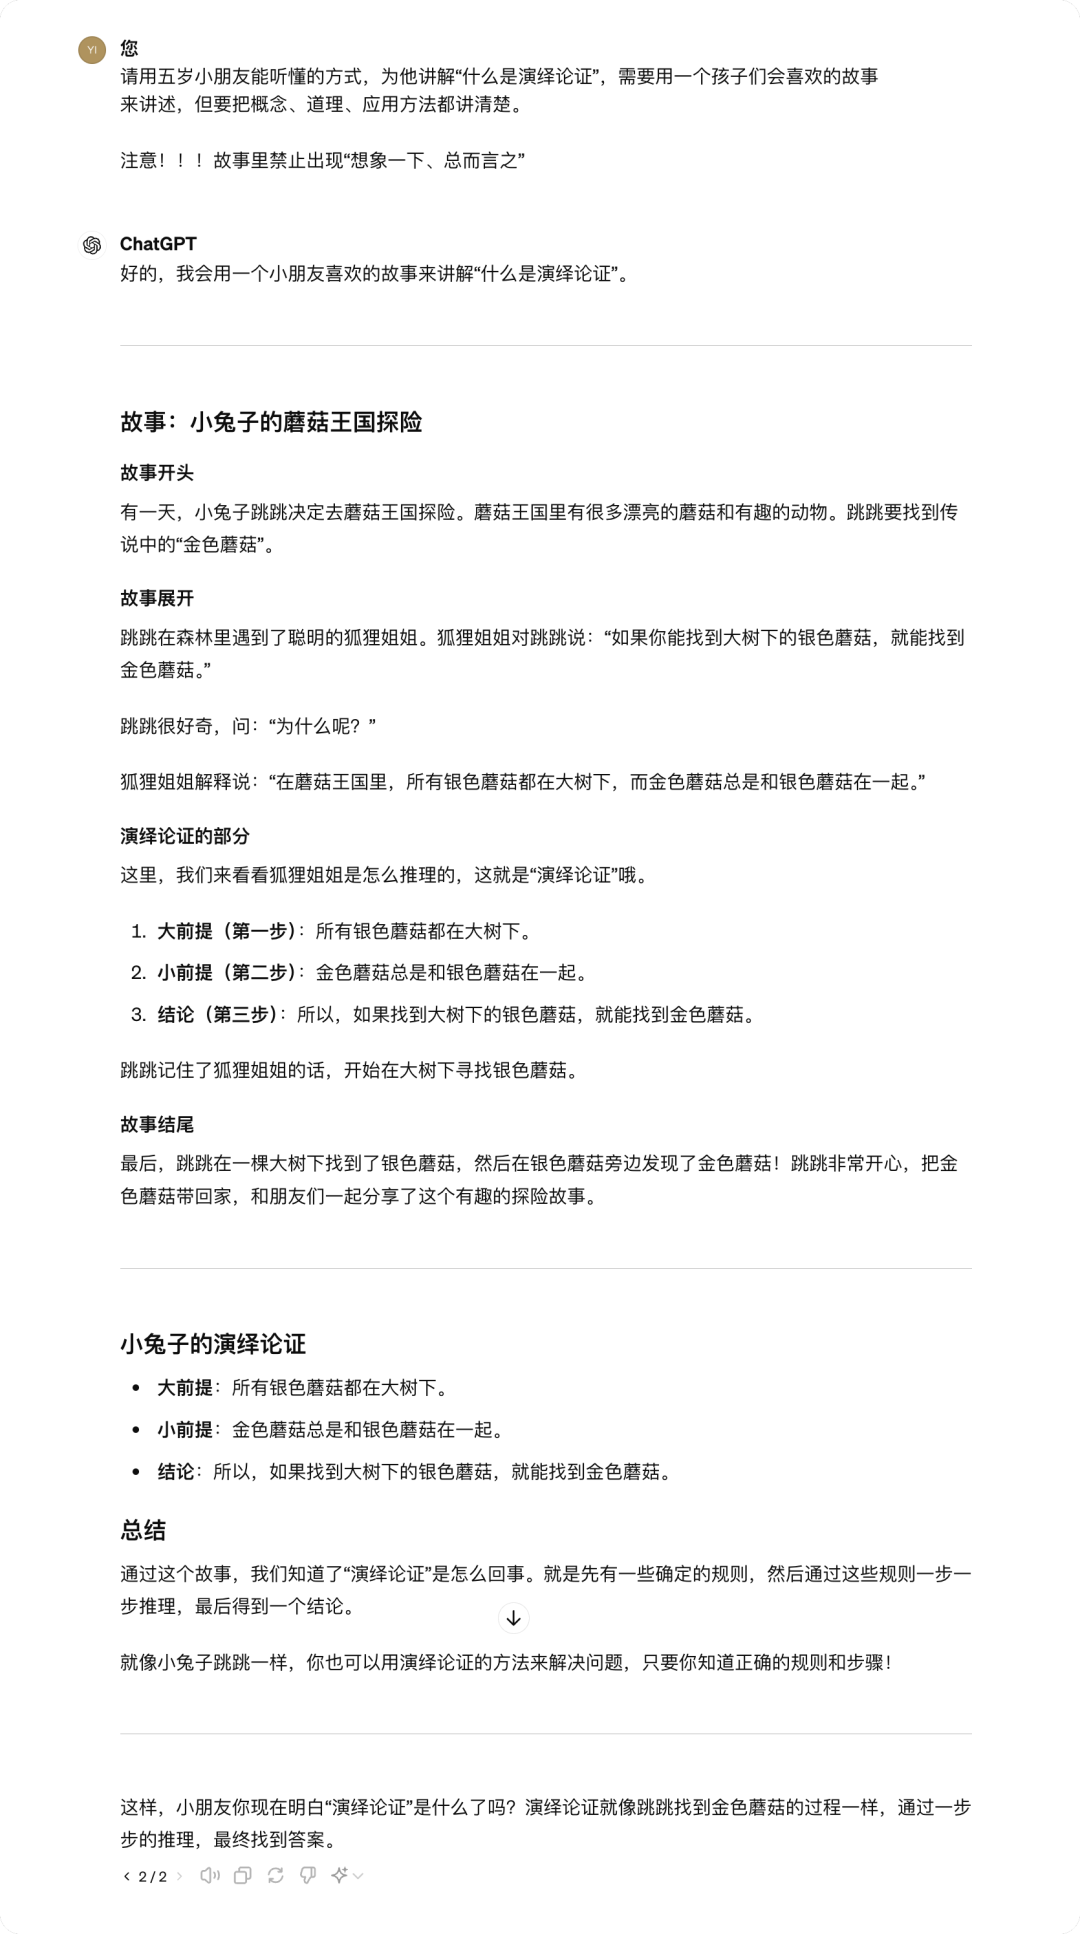 YI
您
请用五岁小朋友能听懂的方式，为他讲解“什么是演绎论证”，需要用一个孩子们会喜欢的故事
来讲述，但要把概念、道理、应用方法都讲清楚。
注意！！！故事里禁止出现“想象一下、总而言之”
ChatGPT
好的，我会用一个小朋友喜欢的故事来讲解“什么是演绎论证”。
故事：小兔子的蘑菇王国探险
故事开头
有一天，小兔子跳跳决定去蘑菇王国探险。蘑菇王国里有很多漂亮的蘑菇和有趣的动物。跳跳要找到传
说中的“金色蘑菇”。
故事展开
跳跳在森林里遇到了聪明的狐狸姐姐。狐狸姐姐对跳跳说：“如果你能找到大树下的银色蘑菇，就能找到
金色蘑菇。”
跳跳很好奇，问：“为什么呢？”
狐狸姐姐解释说：“在蘑菇王国里，所有银色蘑菇都在大树下，而金色蘑菇总是和银色蘑菇在一起。”
演绎论证的部分
这里，我们来看看狐狸姐姐是怎么推理的，这就是“演绎论证”哦。
1. 大前提（第一步）：所有银色蘑菇都在大树下。
2. 小前提（第二步）：金色蘑菇总是和银色蘑菇在一起。
3. 结论（第三步）：所以，如果找到大树下的银色蘑菇，就能找到金色蘑菇。
跳跳记住了狐狸姐姐的话，开始在大树下寻找银色蘑菇。
故事结尾
最后，跳跳在一棵大树下找到了银色蘑菇，然后在银色蘑菇旁边发现了金色蘑菇！跳跳非常开心，把金
色蘑菇带回家，和朋友们一起分享了这个有趣的探险故事。
小兔子的演绎论证
• 大前提：所有银色蘑菇都在大树下。
• 小前提：金色蘑菇总是和银色蘑菇在一起。
• 结论：所以，如果找到大树下的银色蘑菇，就能找到金色蘑菇。
总结
通过这个故事，我们知道了“演绎论证”是怎么回事。就是先有一些确定的规则，然后通过这些规则一步一
步推理，最后得到一个结论。
就像小兔子跳跳一样，你也可以用演绎论证的方法来解决问题，只要你知道正确的规则和步骤！
这样，小朋友你现在明白“演绎论证”是什么了吗？演绎论证就像跳跳找到金色蘑菇的过程一样，通过一步
步的推理，最终找到答案。
2/2